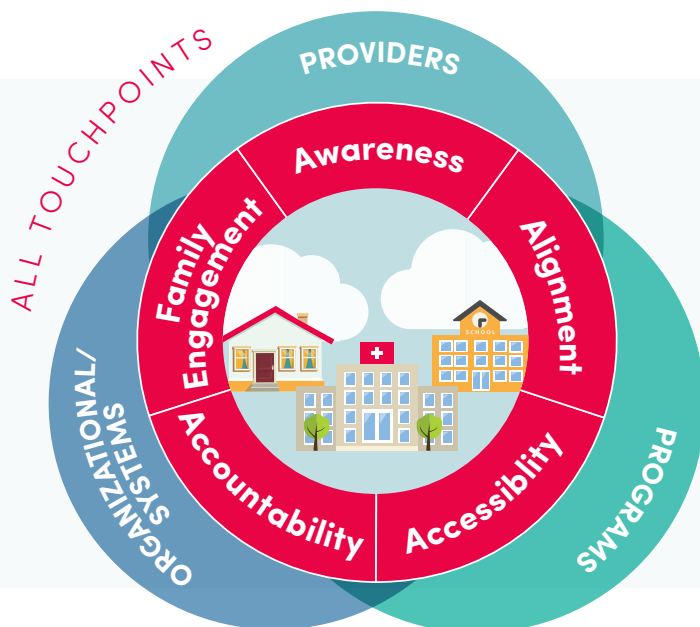 ALL TOUCHPOINTS
PROVIDERS
Awareness
Family
Engagement
Alignment
SCHOOL
Accountability
Accessiblity
ORGANIZATIONAL/
SYSTEMS
PROGRAMS